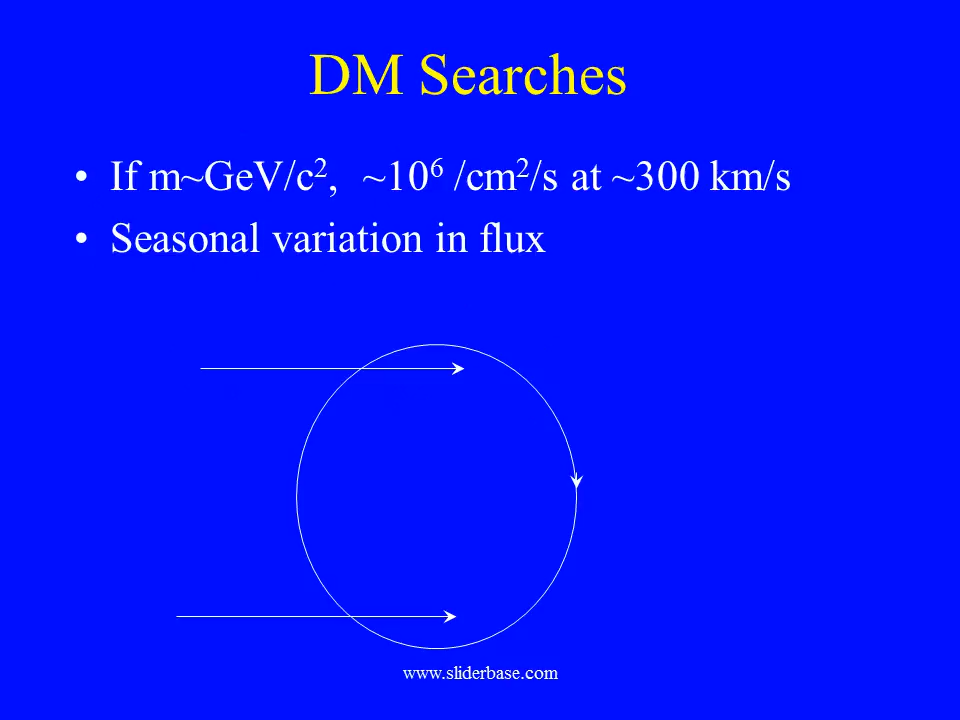 DM Searches
• If m~GeV/c², ~10⁶ /cm²/s at ~300 km/s
• Seasonal variation in flux
www.sliderbase.com